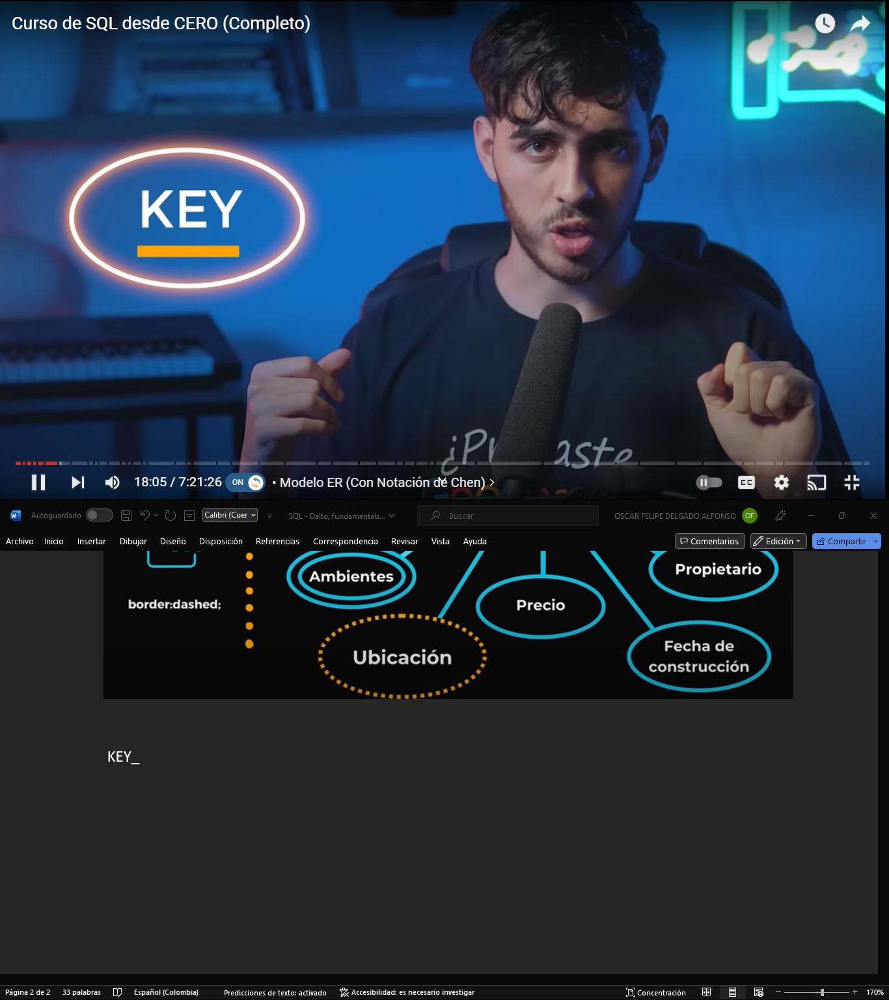 Curso de SQL desde CERO (Completo)
KEY
¿Pr aste
18:05 / 7:21:26
ON
• Modelo ER (Con Notación de Chen) >
CC
Autoguardado
Calibri (Cuer
SQL - Dalto, fundamentals...
Buscar
OSCAR FELIPE DELGADO ALFONSO
OF
Archivo Inicio Insertar Dibujar Diseño Disposición Referencias Correspondencia Revisar Vista Ayuda
Comentarios
Edición
Compartir
Ambientes
Propietario
border:dashed;
Precio
Ubicación
Fecha de
construcción
KEY_
Página 2 de 2 33 palabras Español (Colombia) Predicciones de texto: activado Accesibilidad: es necesario investigar Concentración 170%